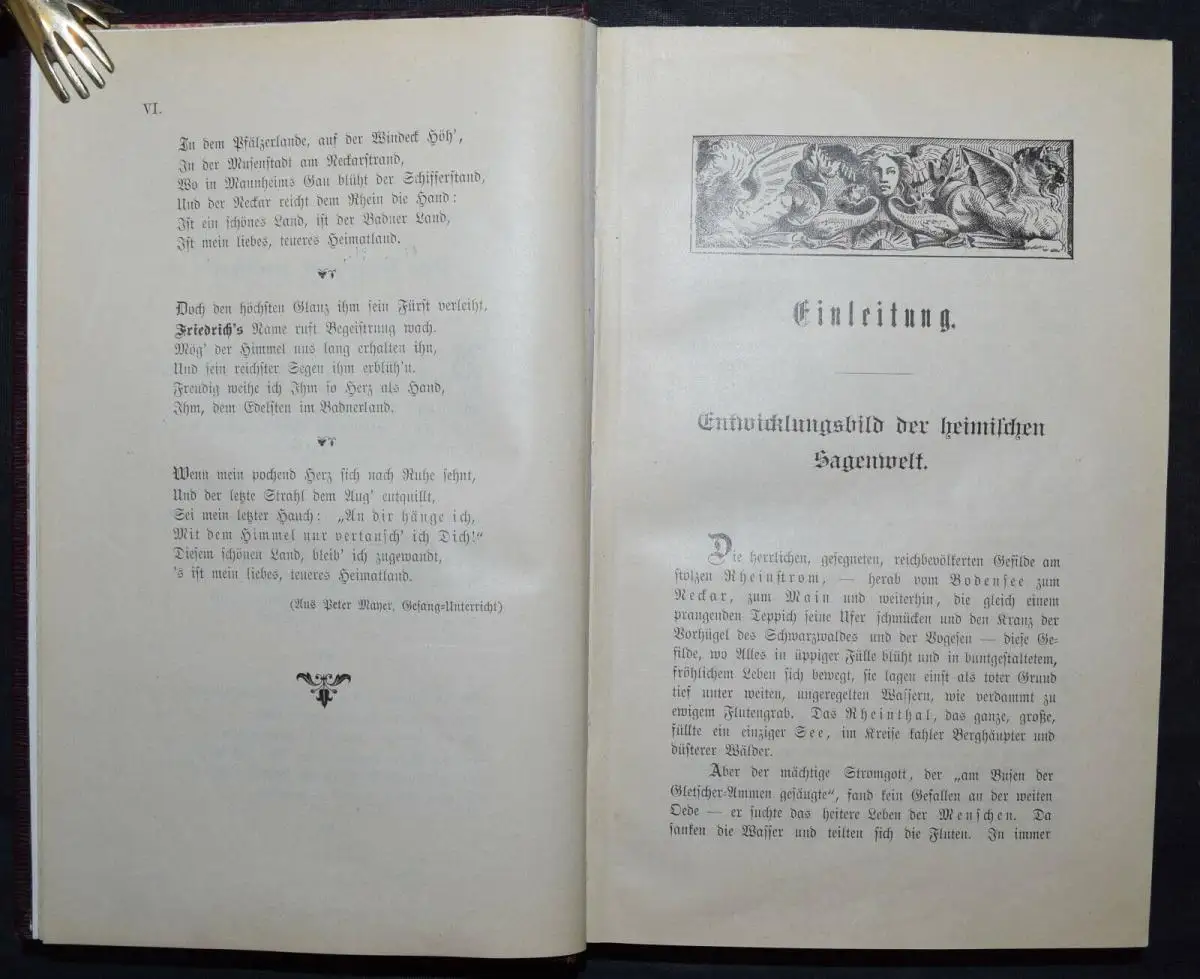 VI.
In dem Pfälzerlande, auf der Windeck Höh',
In der Musenstadt am Neckarstrand,
Wo in Mannheims Gau blüht der Schifferstand,
Und der Neckar reicht dem Rhein die Hand:
Ist ein schönes Land, ist der Badner Land,
Ist mein liebes, teueres Heimatland.
Doch den höchsten Glanz ihm sein Fürst verleiht,
Friedrich's Name ruft Begeistrung wach.
Mög' der Himmel uns lang erhalten ihn,
Und sein reichster Segen ihm erblüh'n.
Freudig weihe ich Ihm so Herz als Hand,
Ihm, dem Edelsten im Badnerland.
Wenn mein pochend Herz sich nach Ruhe sehnt,
Und der letzte Strahl dem Aug' entquillt,
Sei mein letzter Hauch: „An dir hänge ich,
Mit dem Himmel nur vertausch' ich Dich!"
Diesem schönen Land, bleib' ich zugewandt,
's ist mein liebes, teueres Heimatland.
(Aus Peter Mayer, Gesang-Unterricht)
Einleitung.
Entwicklungsbild der heimischen
Sagenwelt.
Die herrlichen, gesegneten, reichbevölkerten Gefilde am
stolzen Rheinstrom, — herab vom Bodensee zum
Neckar, zum Main und weiterhin, die gleich einem
prangenden Teppich seine Ufer schmücken und den Kranz der
Vorhügel des Schwarzwaldes und der Vogesen — diese Ge-
filde, wo Alles in üppiger Fülle blüht und in buntgestaltetem,
fröhlichem Leben sich bewegt, sie lagen einst als toter Grund
tief unter weiten, ungeregelten Wassern, wie verdammt zu
ewigem Flutengrab. Das Rheinthal, das ganze, große,
füllte ein einziger See, im Kreise kahler Berghäupter und
düsterer Wälder.
Aber der mächtige Stromgott, der „am Busen der
Gletscher-Ammen gesäugte", fand kein Gefallen an der weiten
Oede — er suchte das heitere Leben der Menschen. Da
sanken die Wasser und teilten sich die Fluten. In immer